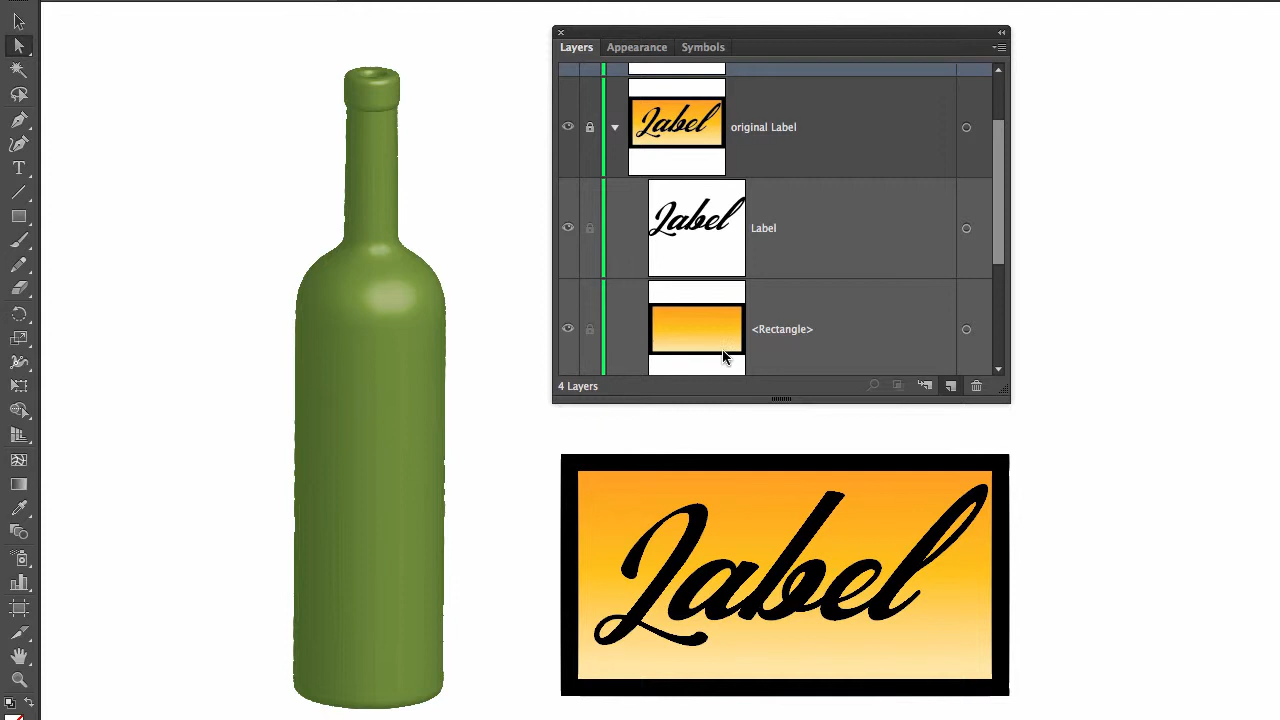 Layers Appearance Symbols
Label
original Label
Label
Label
<Rectangle>
4 Layers
Label